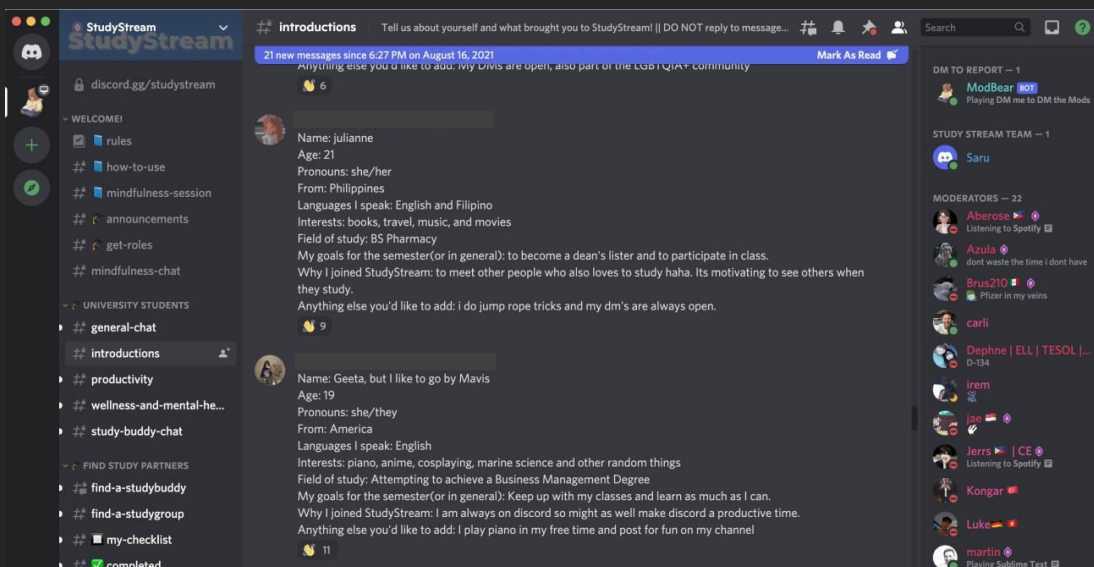 StudyStream
StudyStream
discord.gg/studystream
WELCOME!
rules
how-to-use
mindfulness-session
announcements
get-roles
mindfulness-chat
UNIVERSITY STUDENTS
general-chat
introductions
productivity
wellness-and-mental-he...
study-buddy-chat
FIND STUDY PARTNERS
find-a-studybuddy
find-a-studygroup
my-checklist
completed
introductions
Tell us about yourself and what brought you to StudyStream! || DO NOT reply to message...
Search
21 new messages since 6:27 PM on August 16, 2021
Mark As Read
Anything else you'd like to add: My DMs are open, also part of the LGBTQIA+ community
6
Name: julianne
Age: 21
Pronouns: she/her
From: Philippines
Languages I speak: English and Filipino
Interests: books, travel, music, and movies
Field of study: BS Pharmacy
My goals for the semester(or in general): to become a dean's lister and to participate in class.
Why I joined StudyStream: to meet other people who also loves to study haha. Its motivating to see others when
they study.
Anything else you'd like to add: i do jump rope tricks and my dm's are always open.
9
Name: Geeta, but I like to go by Mavis
Age: 19
Pronouns: she/they
From: America
Languages I speak: English
Interests: piano, anime, cosplaying, marine science and other random things
Field of study: Attempting to achieve a Business Management Degree
My goals for the semester(or in general): Keep up with my classes and learn as much as I can.
Why I joined StudyStream: I am always on discord so might as well make discord a productive time.
Anything else you'd like to add: I play piano in my free time and post for fun on my channel
11
DM TO REPORT — 1
ModBear BOT
Playing DM me to DM the Mods
STUDY STREAM TEAM — 1
Saru
MODERATORS — 22
Aberose
Listening to Spotify
Azula
dont waste the time i dont have
Brus210
Pfizer in my veins
carli
Dephne | ELL | TESOL |...
D-134
irem
jae
Jerrs | CE
Listening to Spotify
Kongar
Luke
martin
Playing Sublime Text